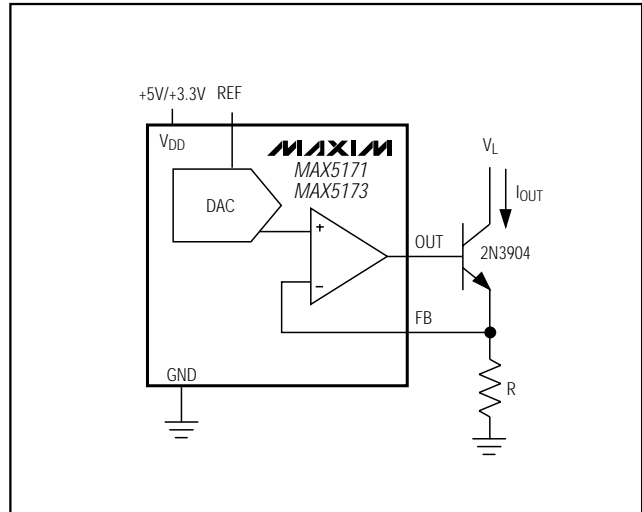 +5V/+3.3V REF
VDD
MAXIM
MAX5171
MAX5173
DAC
+
−
OUT
FB
GND
VL
IOUT
2N3904
R